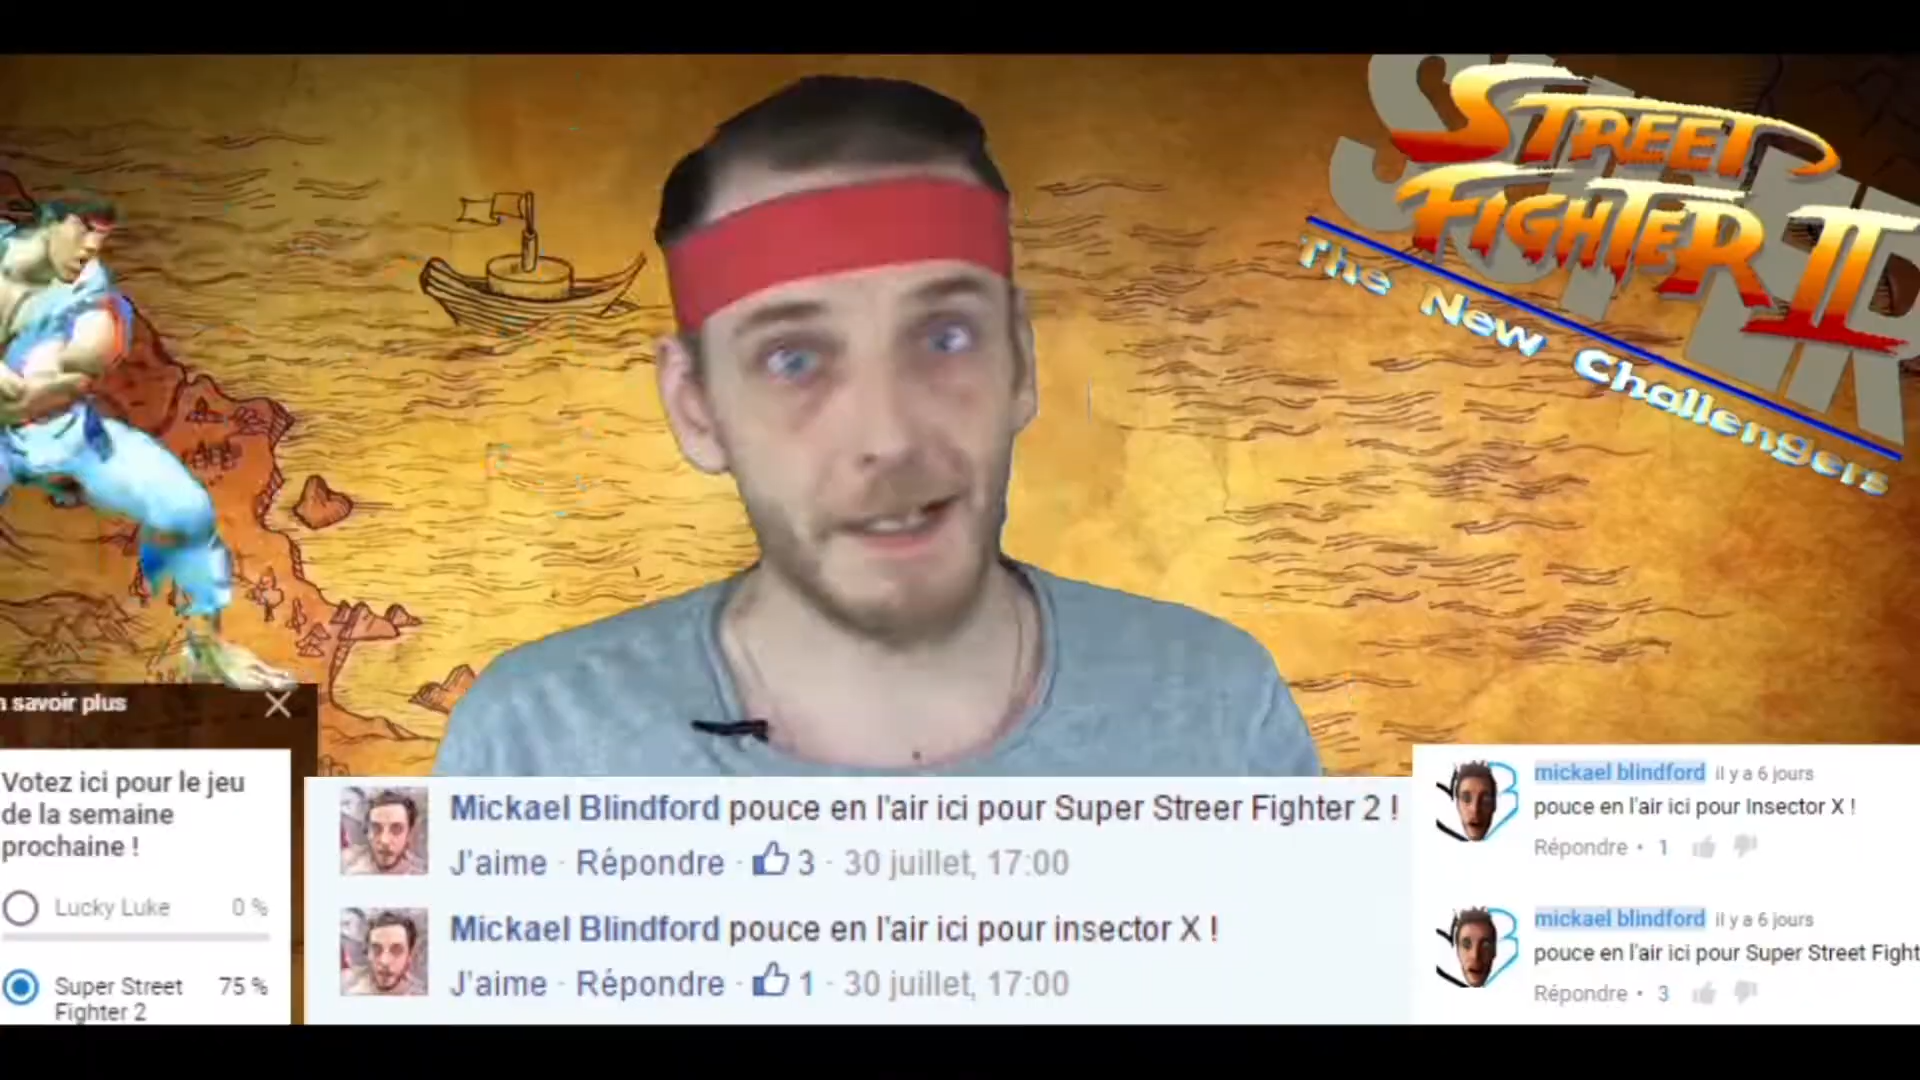 SUPER
STREET
FIGHTER II
The New Challengers
n savoir plus
Votez ici pour le jeu
de la semaine
prochaine !
Lucky Luke 0 %
Super Street 75 %
Fighter 2
Mickael Blindford pouce en l'air ici pour Super Streer Fighter 2 !
J'aime · Répondre · 3 · 30 juillet, 17:00
Mickael Blindford pouce en l'air ici pour insector X !
J'aime · Répondre · 1 · 30 juillet, 17:00
mickael blindford il y a 6 jours
pouce en l'air ici pour Insector X !
Répondre • 1
mickael blindford il y a 6 jours
pouce en l'air ici pour Super Street Fight
Répondre • 3